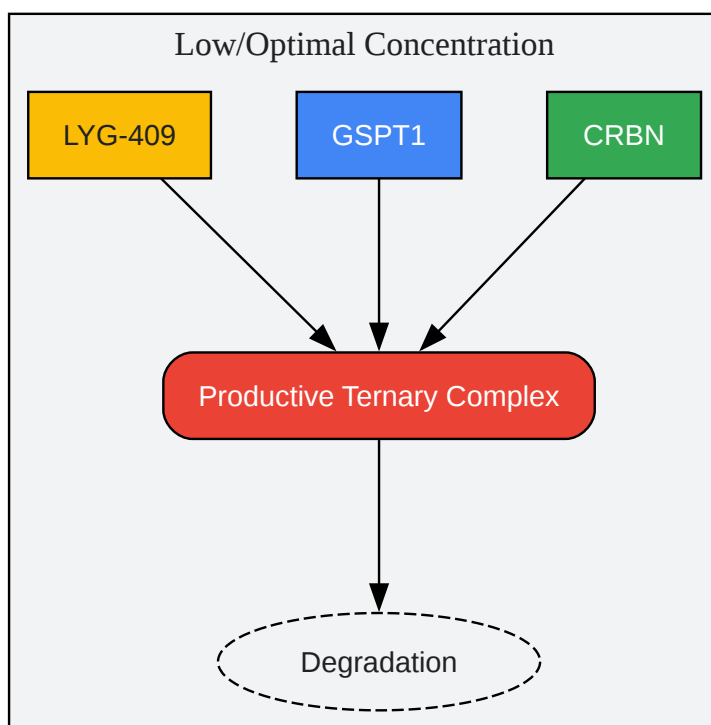 Low/Optimal Concentration
LYG-409
GSPT1
CRBN
Productive Ternary Complex
Degradation